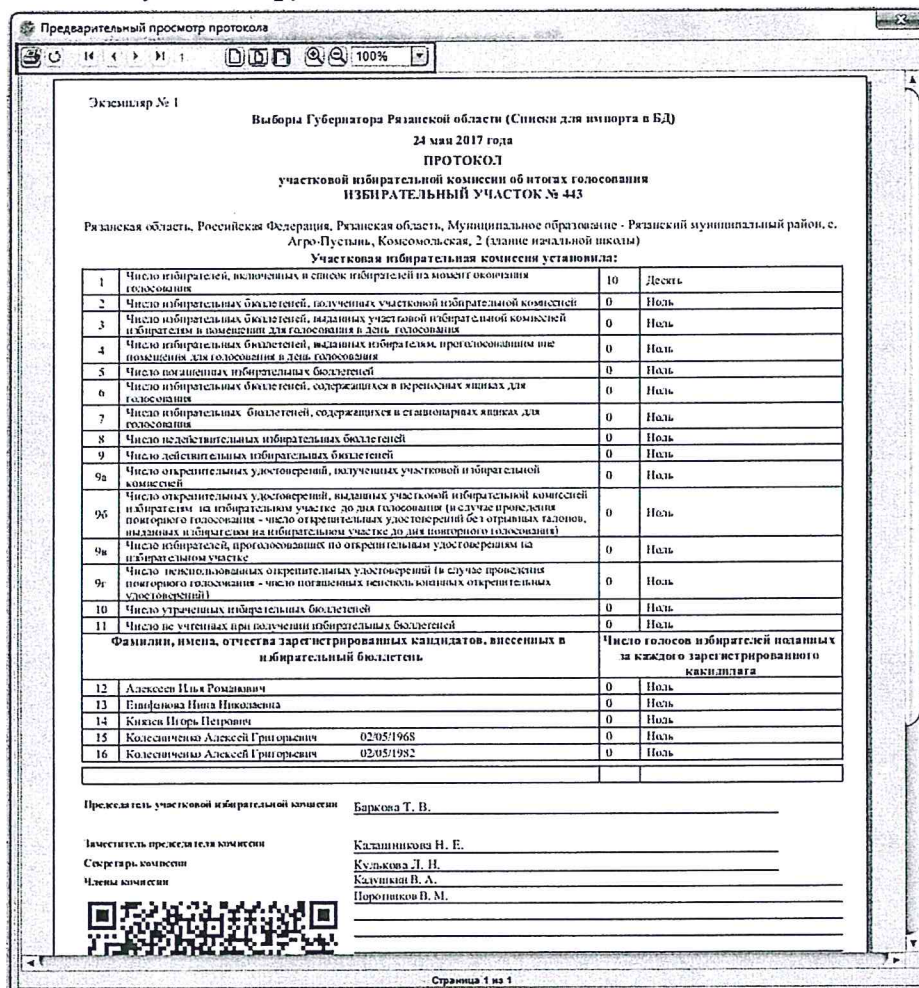 Предварительный просмотр протокола
100%
Экземпляр № 1
Выборы Губернатора Рязанской области (Списки для импорта в БД)
24 мая 2017 года
ПРОТОКОЛ
участковой избирательной комиссии об итогах голосования
ИЗБИРАТЕЛЬНЫЙ УЧАСТОК № 443
Рязанская область, Российская Федерация, Рязанская область, Муниципальное образование - Рязанский муниципальный район, с.
Агро-Пустынь, Комсомольская, 2 (здание начальной школы)
Участковая избирательная комиссия установила:
1 Число избирателей, включенных в список избирателей на момент окончания
голосования 10 Десять
2 Число избирательных бюллетеней, полученных участковой избирательной комиссией 0 Ноль
3 Число избирательных бюллетеней, выданных участковой избирательной комиссией
избирателям в помещении для голосования в день голосования 0 Ноль
4 Число избирательных бюллетеней, выданных избирателям, проголосовавшим вне
помещения для голосования в день голосования 0 Ноль
5 Число погашенных избирательных бюллетеней 0 Ноль
6 Число избирательных бюллетеней, содержащихся в переносных ящиках для
голосования 0 Ноль
7 Число избирательных бюллетеней, содержащихся в стационарных ящиках для
голосования 0 Ноль
8 Число недействительных избирательных бюллетеней 0 Ноль
9 Число действительных избирательных бюллетеней 0 Ноль
9а Число открепительных удостоверений, полученных участковой избирательной
комиссией 0 Ноль
9б Число открепительных удостоверений, выданных участковой избирательной комиссией
избирателям на избирательном участке до дня голосования (в случае проведения
повторного голосования - число открепительных удостоверений без отрывных талонов,
выданных избирателям на избирательном участке до дня повторного голосования) 0 Ноль
9в Число избирателей, проголосовавших по открепительным удостоверениям на
избирательном участке 0 Ноль
9г Число неиспользованных открепительных удостоверений (в случае проведения
повторного голосования - число погашенных неиспользованных открепительных
удостоверений) 0 Ноль
10 Число утраченных избирательных бюллетеней 0 Ноль
11 Число не учтенных при получении избирательных бюллетеней 0 Ноль
Фамилии, имена, отчества зарегистрированных кандидатов, внесенных в
избирательный бюллетень
Число голосов избирателей поданных
за каждого зарегистрированного
кандидата
12 Алексеев Илья Романович 0 Ноль
13 Епифанова Нина Николаевна 0 Ноль
14 Князев Игорь Петрович 0 Ноль
15 Колесниченко Алексей Григорьевич 02/05/1968 0 Ноль
16 Колесниченко Алексей Григорьевич 02/05/1982 0 Ноль
Председатель участковой избирательной комиссии Баркова Т. В.
Заместитель председателя комиссии Калашникова Н. Е.
Секретарь комиссии Кулькова Л. Н.
Члены комиссии Кадушкин В. А.
Поротников В. М.
Страница 1 из 1